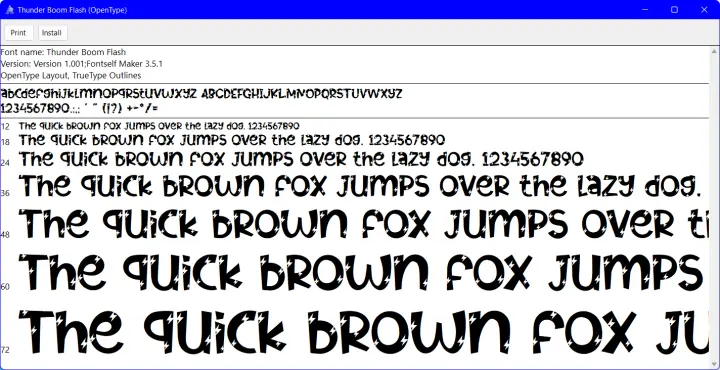 Thunder Boom Flash (OpenType)
Print Install
Font name: Thunder Boom Flash
Version: Version 1.001;Fontself Maker 3.5.1
OpenType Layout, TrueType Outlines
abcdefghijklmnopqrstuvwxyz ABCDEFGHIJKLMNOPQRSTUVWXYZ
1234567890.:,; ' " (!?) +-*/=
12 The quick brown fox jumps over the lazy dog. 1234567890
18 The quick brown fox jumps over the lazy dog. 1234567890
24 The quick brown fox jumps over the lazy dog. 1234567890
36 The quick brown fox jumps over the lazy dog.
48 The quick brown fox jumps over t
60 The quick brown fox jumps
72 The quick brown fox ju